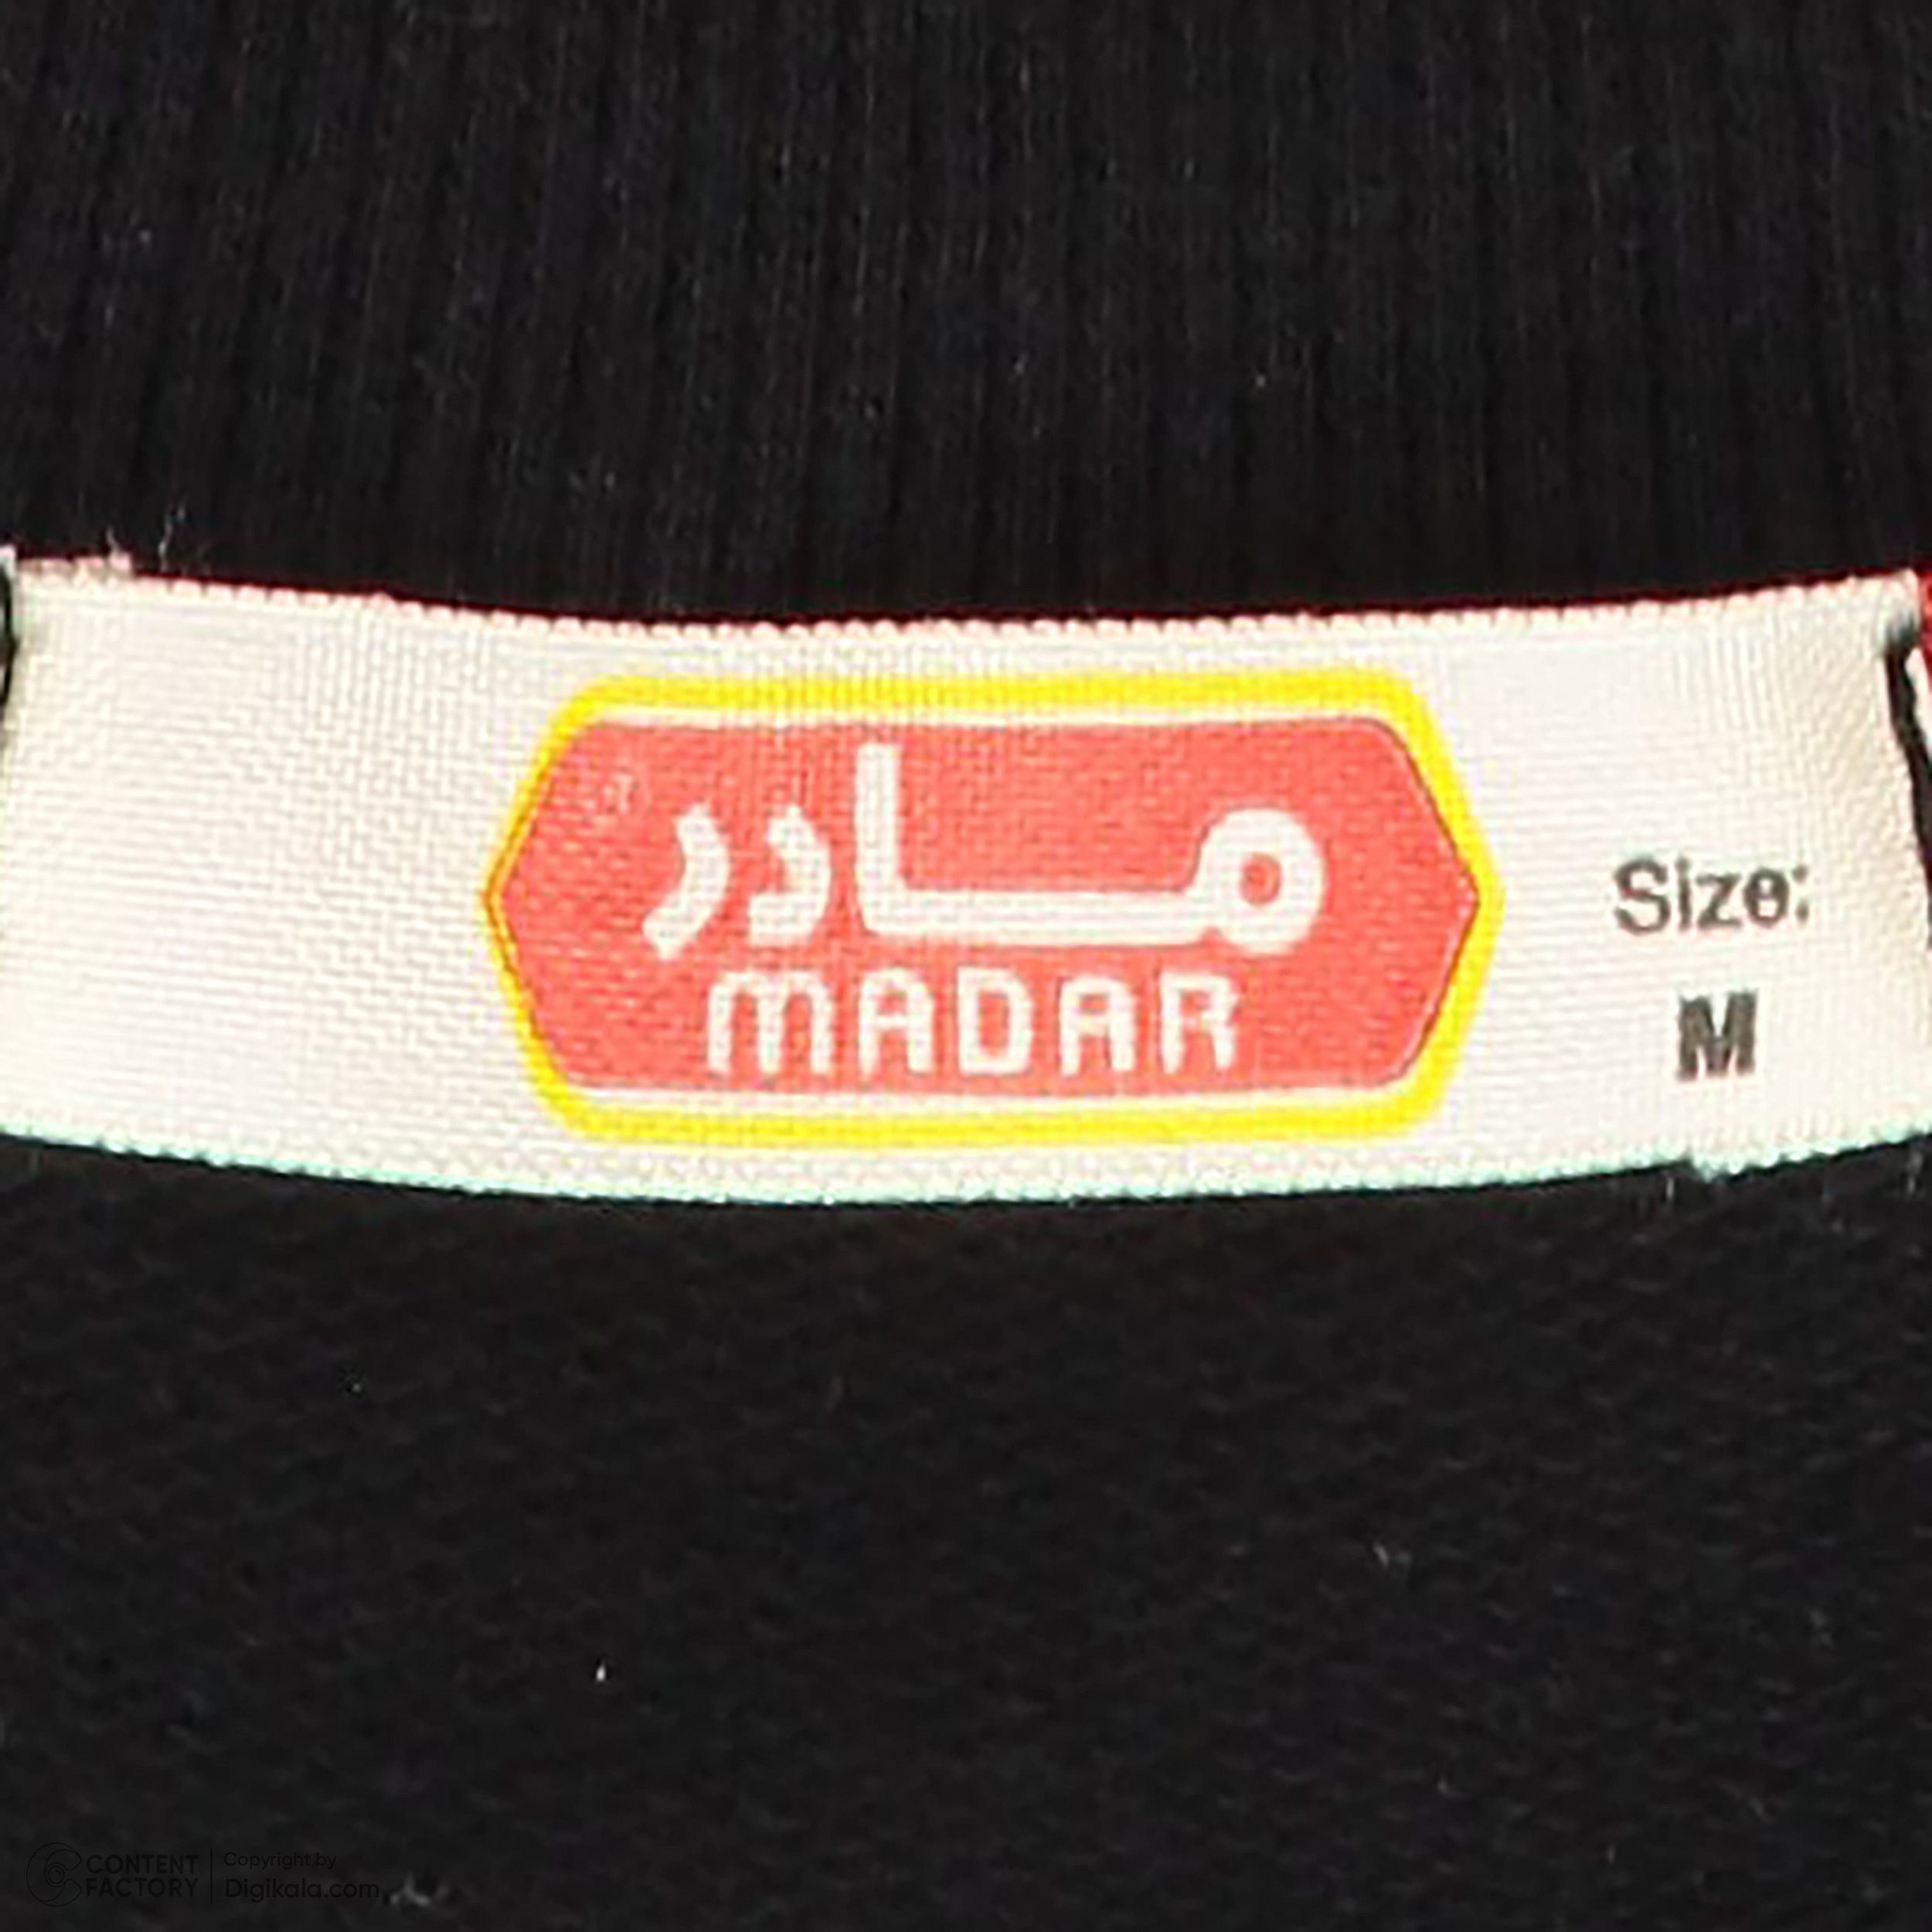 مادر
MADAR
Size:
M
CONTENT FACTORY
Copyright by
Digikala.com